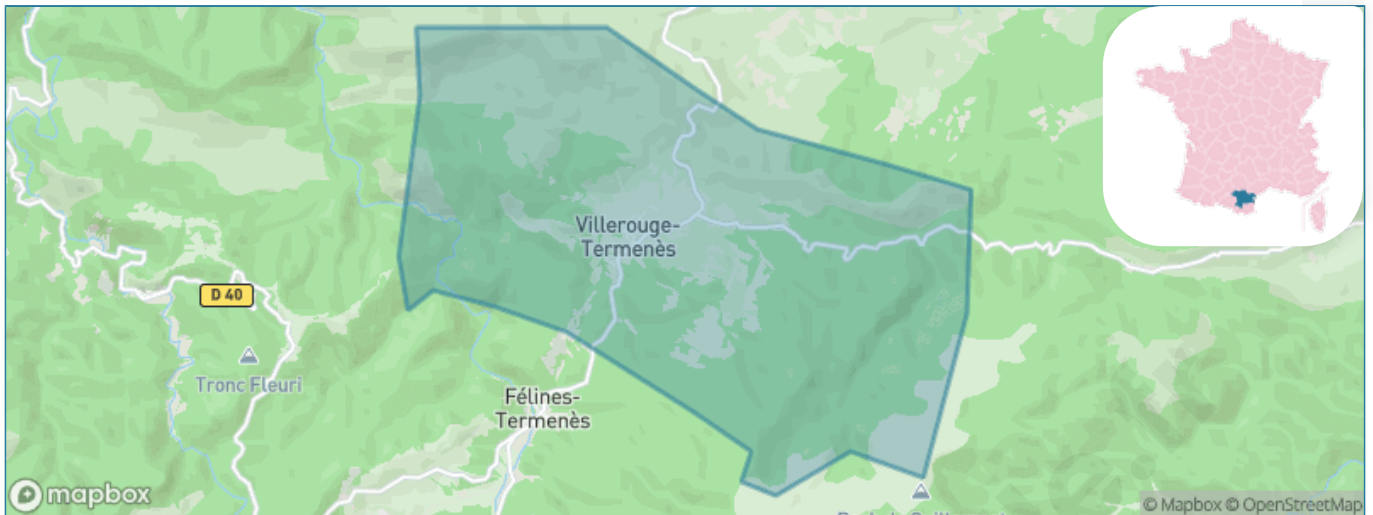 Villerouge-
Termenès
D 40
Tronc Fleuri
Félines-
Termenès
mapbox
© Mapbox © OpenStreetMap